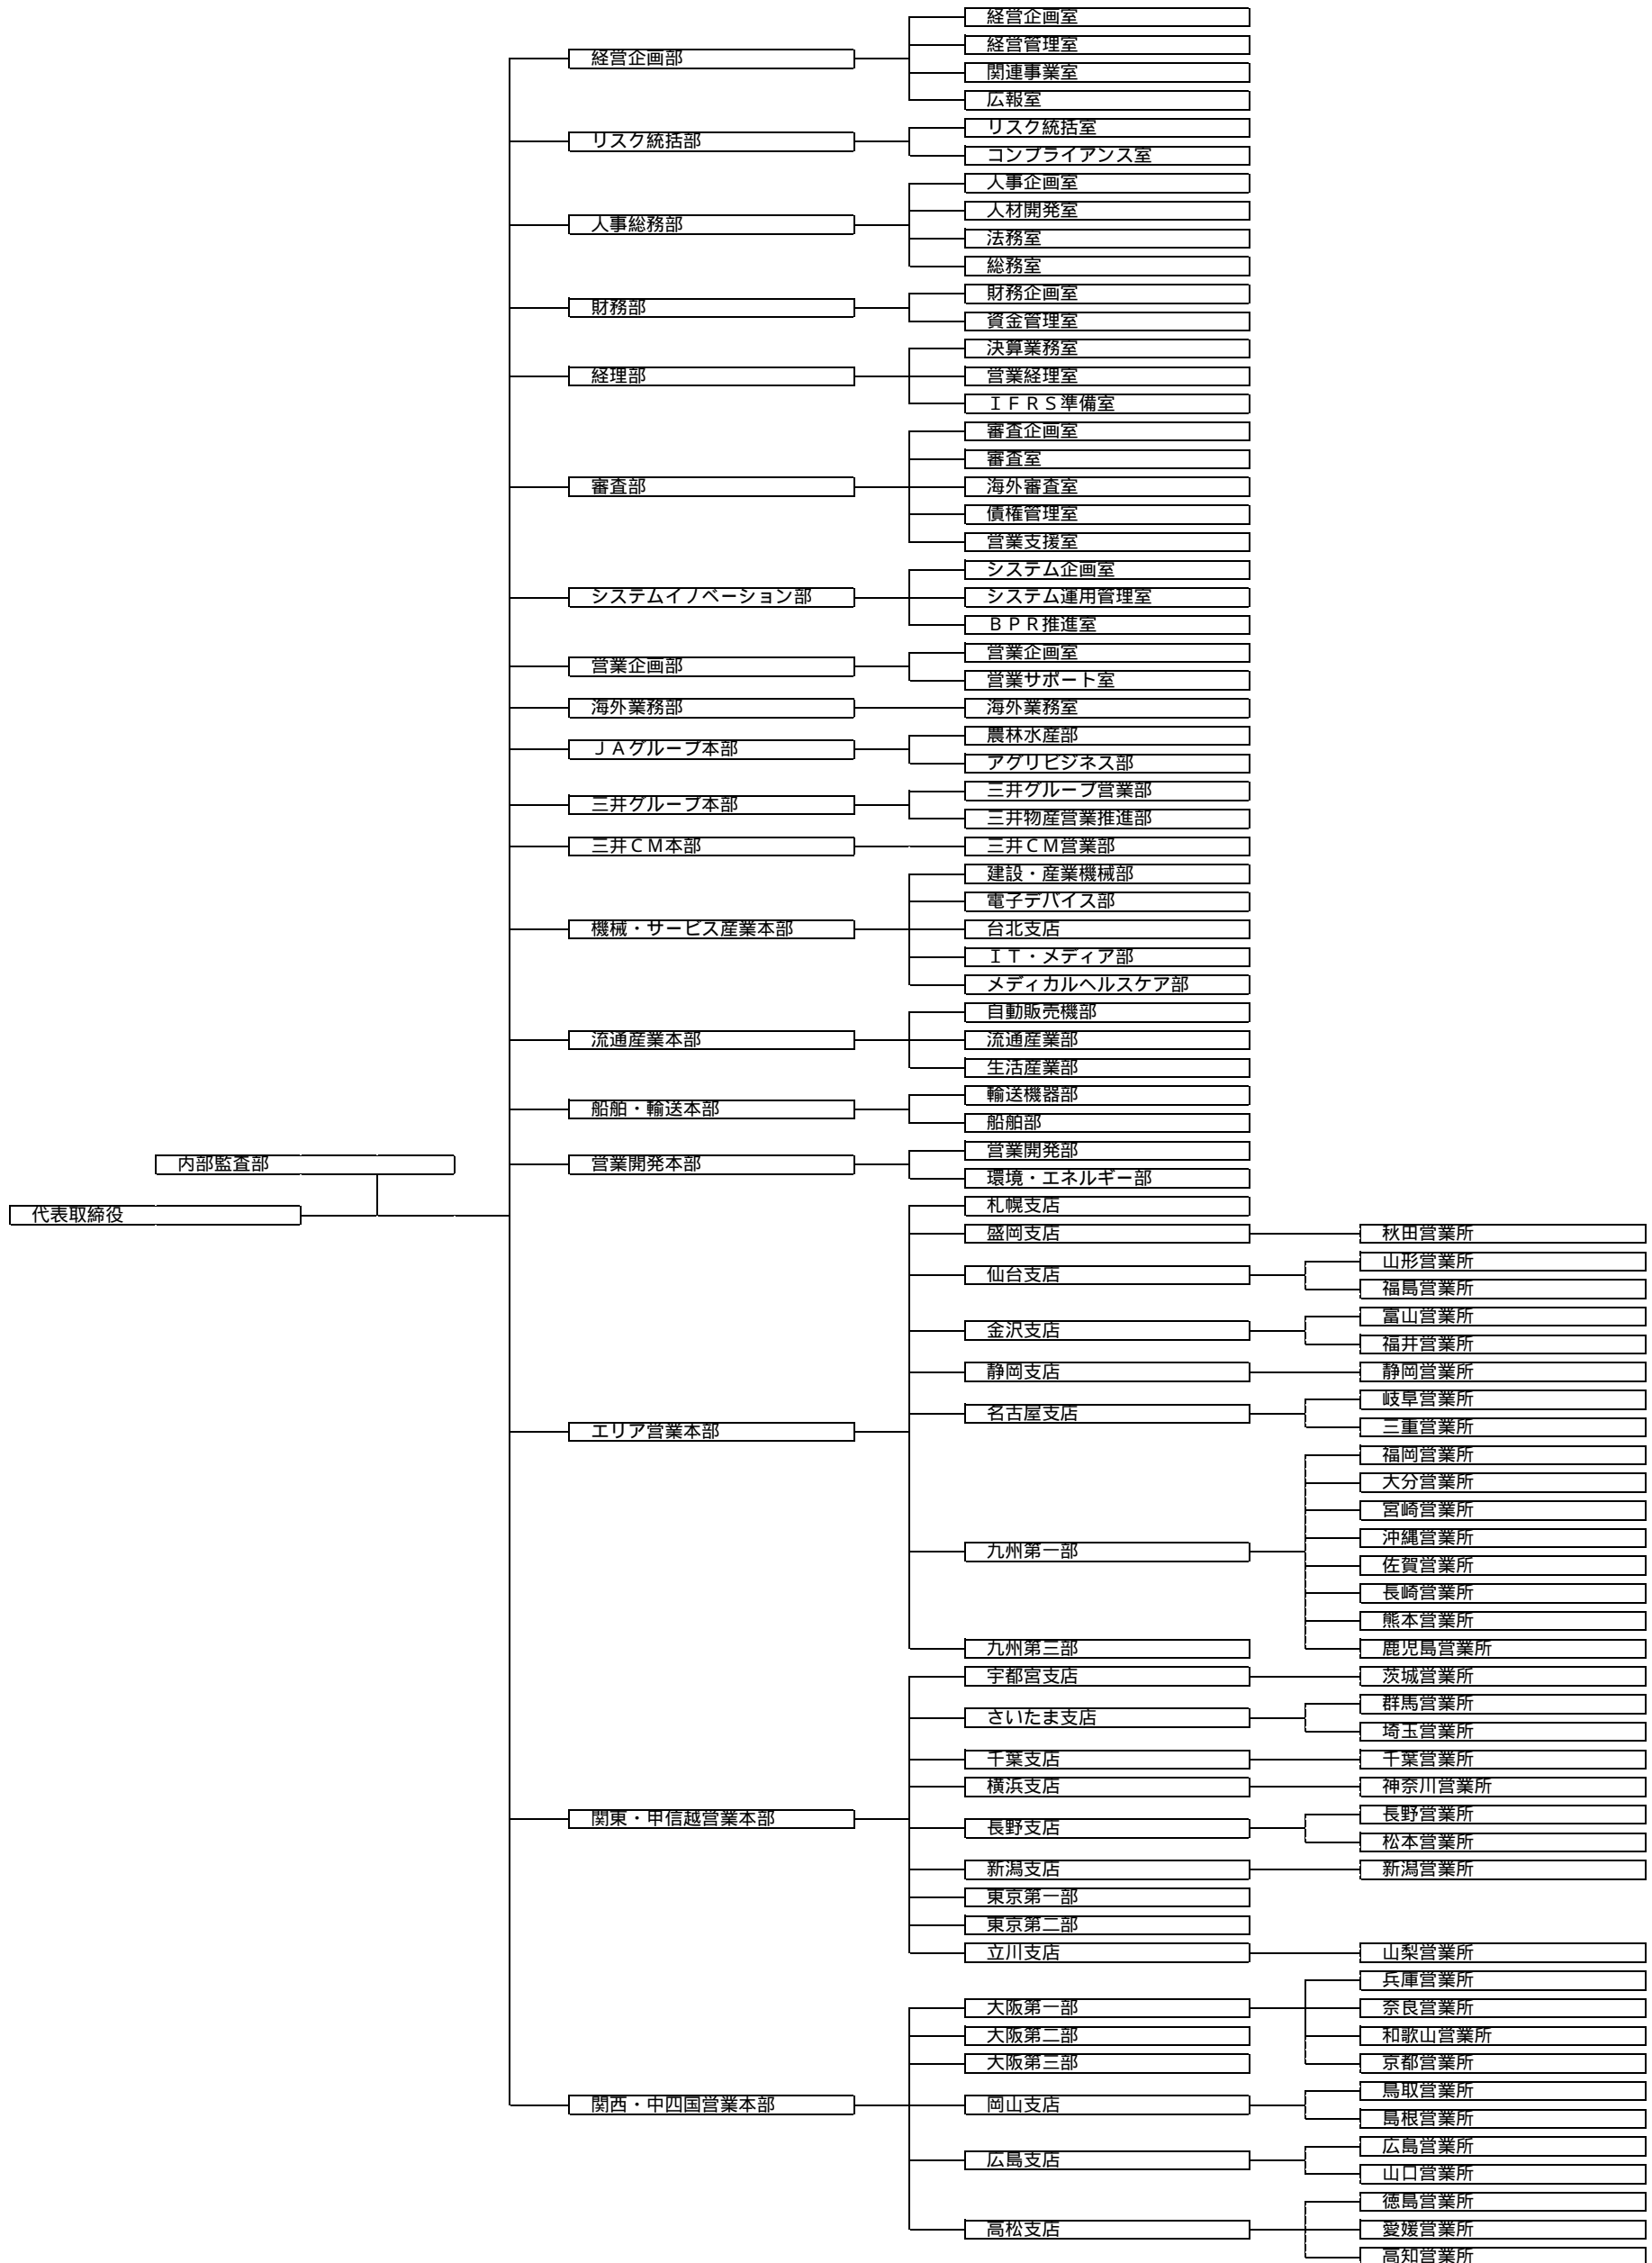 代表取締役
内部監査部
経営企画部
経営企画室
経営管理室
関連事業室
広報室
リスク統括部
リスク統括室
コンプライアンス室
人事総務部
人事企画室
人材開発室
法務室
総務室
財務部
財務企画室
資金管理室
経理部
決算業務室
営業経理室
ＩＦＲＳ準備室
審査部
審査企画室
審査室
海外審査室
債権管理室
営業支援室
システムイノベーション部
システム企画室
システム運用管理室
ＢＰＲ推進室
営業企画部
営業企画室
営業サポート室
海外業務部
海外業務室
ＪＡグループ本部
農林水産部
アグリビジネス部
三井グループ本部
三井グループ営業部
三井物産営業推進部
三井ＣＭ本部
三井ＣＭ営業部
機械・サービス産業本部
建設・産業機械部
電子デバイス部
台北支店
ＩＴ・メディア部
メディカルヘルスケア部
流通産業本部
自動販売機部
流通産業部
生活産業部
船舶・輸送本部
輸送機器部
船舶部
営業開発本部
営業開発部
環境・エネルギー部
エリア営業本部
札幌支店
盛岡支店
秋田営業所
仙台支店
山形営業所
福島営業所
金沢支店
富山営業所
福井営業所
静岡支店
静岡営業所
名古屋支店
岐阜営業所
三重営業所
九州第一部
福岡営業所
大分営業所
宮崎営業所
沖縄営業所
佐賀営業所
長崎営業所
熊本営業所
鹿児島営業所
九州第三部
関東・甲信越営業本部
宇都宮支店
茨城営業所
さいたま支店
群馬営業所
埼玉営業所
千葉支店
千葉営業所
横浜支店
神奈川営業所
長野支店
長野営業所
松本営業所
新潟支店
新潟営業所
東京第一部
東京第二部
立川支店
山梨営業所
関西・中四国営業本部
大阪第一部
兵庫営業所
奈良営業所
和歌山営業所
京都営業所
大阪第二部
大阪第三部
岡山支店
鳥取営業所
島根営業所
広島支店
広島営業所
山口営業所
高松支店
徳島営業所
愛媛営業所
高知営業所